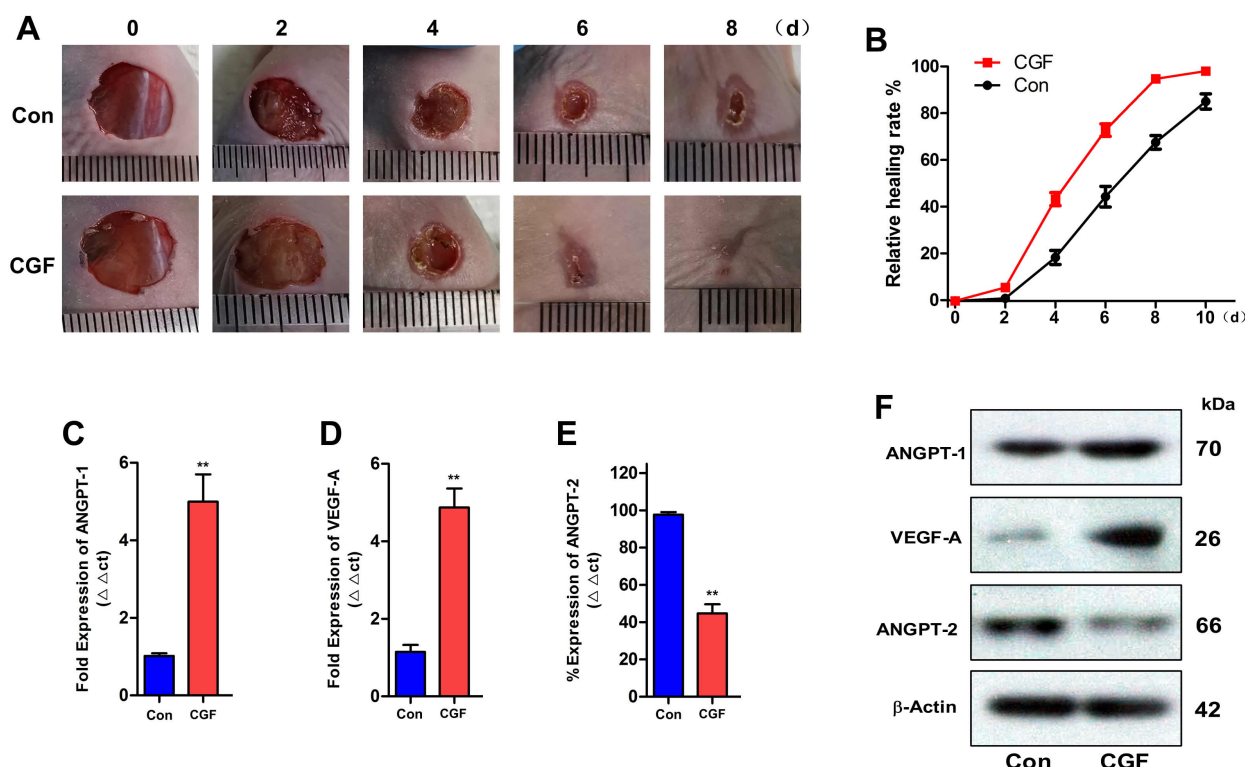 A
0 2 4 6 8 （d）
Con
CGF
B
CGF
Con
Relative healing rate %
100
80
60
40
20
0
0 2 4 6 8 10 （d）
C
Fold Expression of ANGPT-1
(△△ct)
6
4
2
0
Con CGF
**
D
Fold Expression of VEGF-A
(△△ct)
6
4
2
0
Con CGF
**
E
% Expression of ANGPT-2
(△△ct)
120
100
80
60
40
20
0
Con CGF
**
F
kDa
ANGPT-1 70
VEGF-A 26
ANGPT-2 66
β-Actin 42
Con CGF